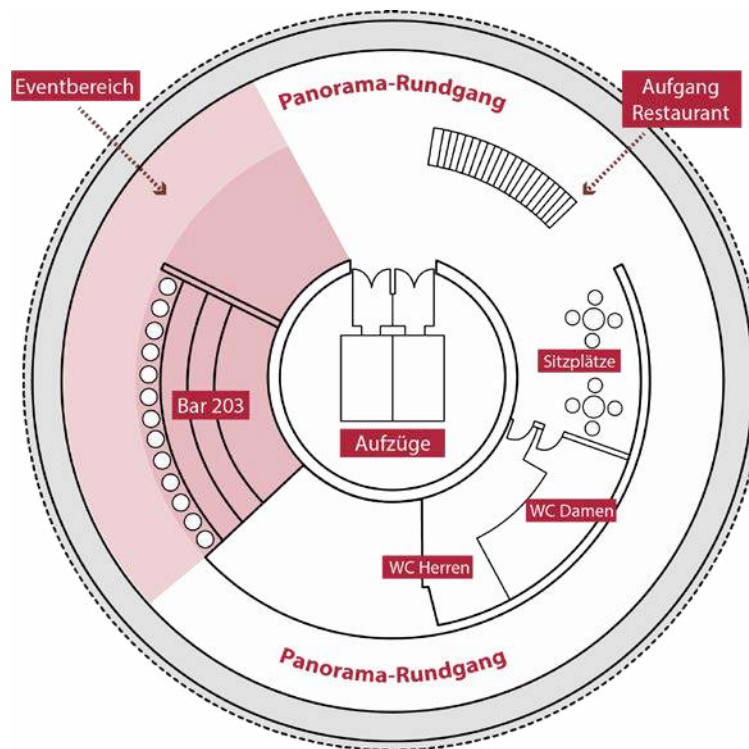 Panorama-Rundgang
Eventbereich
Aufgang
Restaurant
Sitzplätze
Bar 203
Aufzüge
WC Damen
WC Herren
Panorama-Rundgang